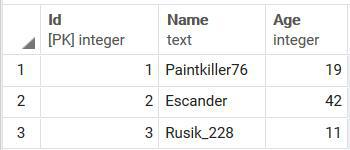 Id Name Age
[PK] integer text integer
1 1 Paintkiller76 19
2 2 Escander 42
3 3 Rusik_228 11